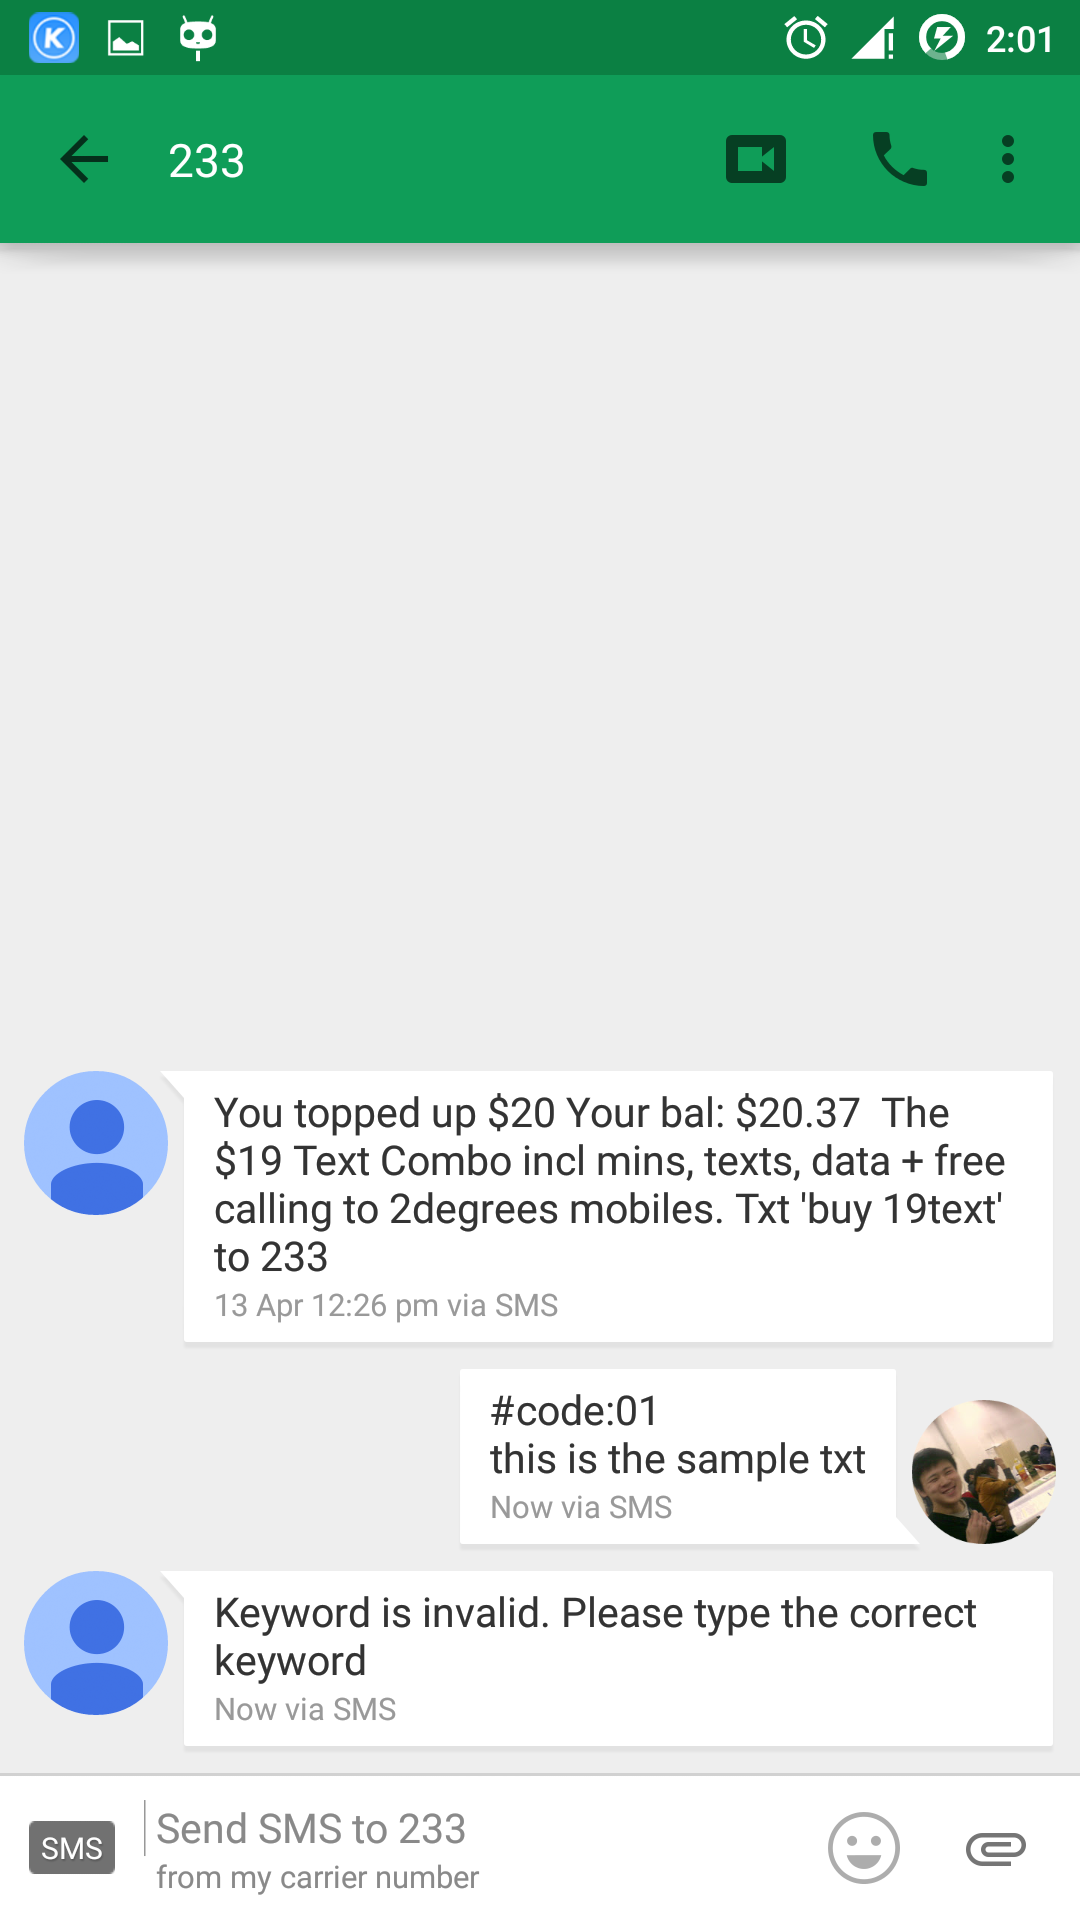 K
2:01
233
You topped up $20 Your bal: $20.37  The
$19 Text Combo incl mins, texts, data + free
calling to 2degrees mobiles. Txt 'buy 19text'
to 233
13 Apr 12:26 pm via SMS
#code:01
this is the sample txt
Now via SMS
Keyword is invalid. Please type the correct
keyword
Now via SMS
SMS
Send SMS to 233
from my carrier number